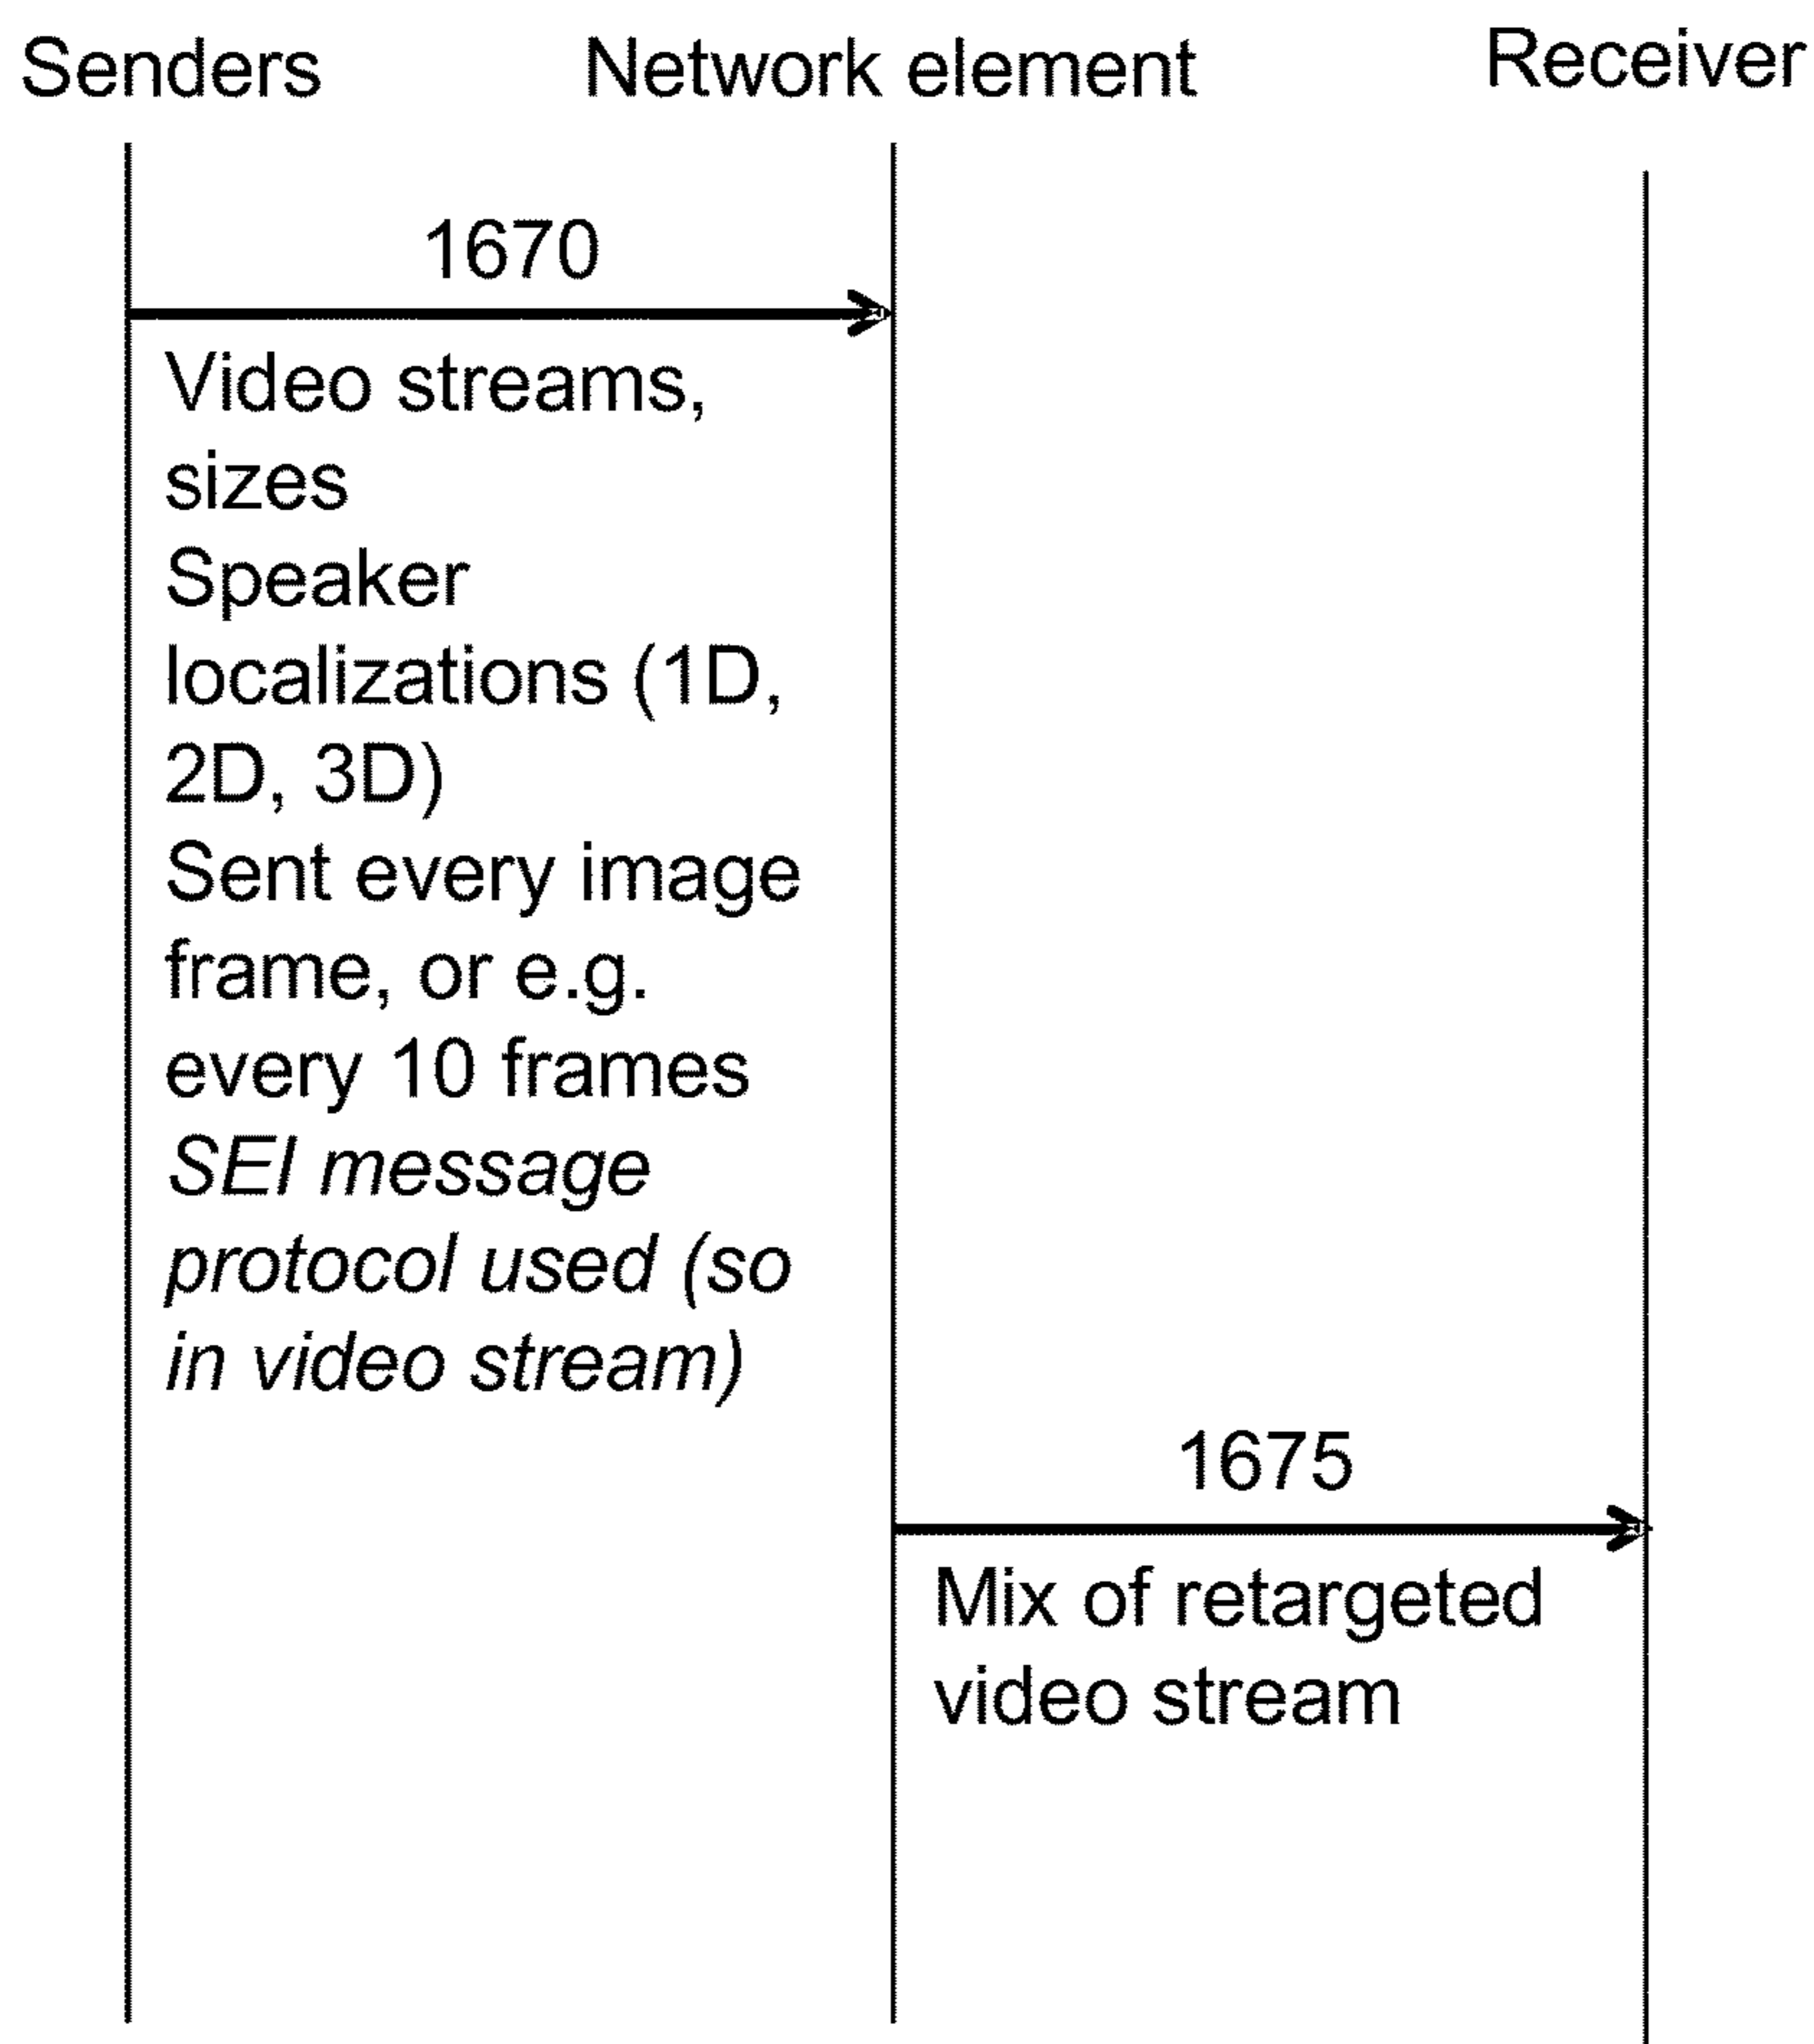 Senders Network element Receiver
1670
Video streams,
sizes
Speaker
localizations (1D,
2D, 3D)
Sent every image
frame, or e.g.
every 10 frames
SEI message
protocol used (so
in video stream)
1675
Mix of retargeted
video stream